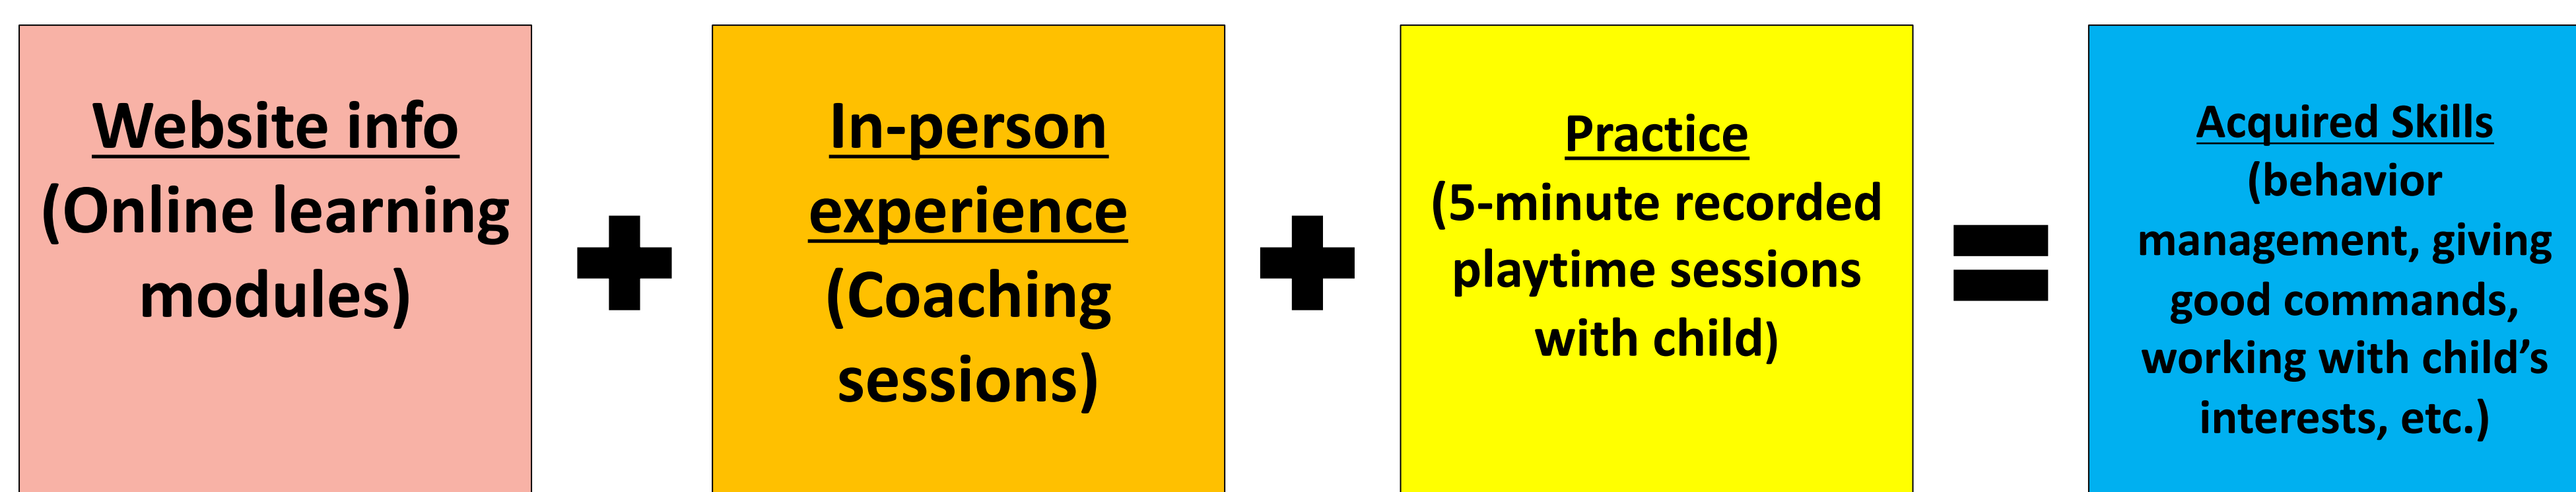 Website info
(Online learning
modules)
In-person
experience
(Coaching
sessions)
Practice
(5-minute recorded
playtime sessions
with child)
Acquired Skills
(behavior
management, giving
good commands,
working with child’s
interests, etc.)